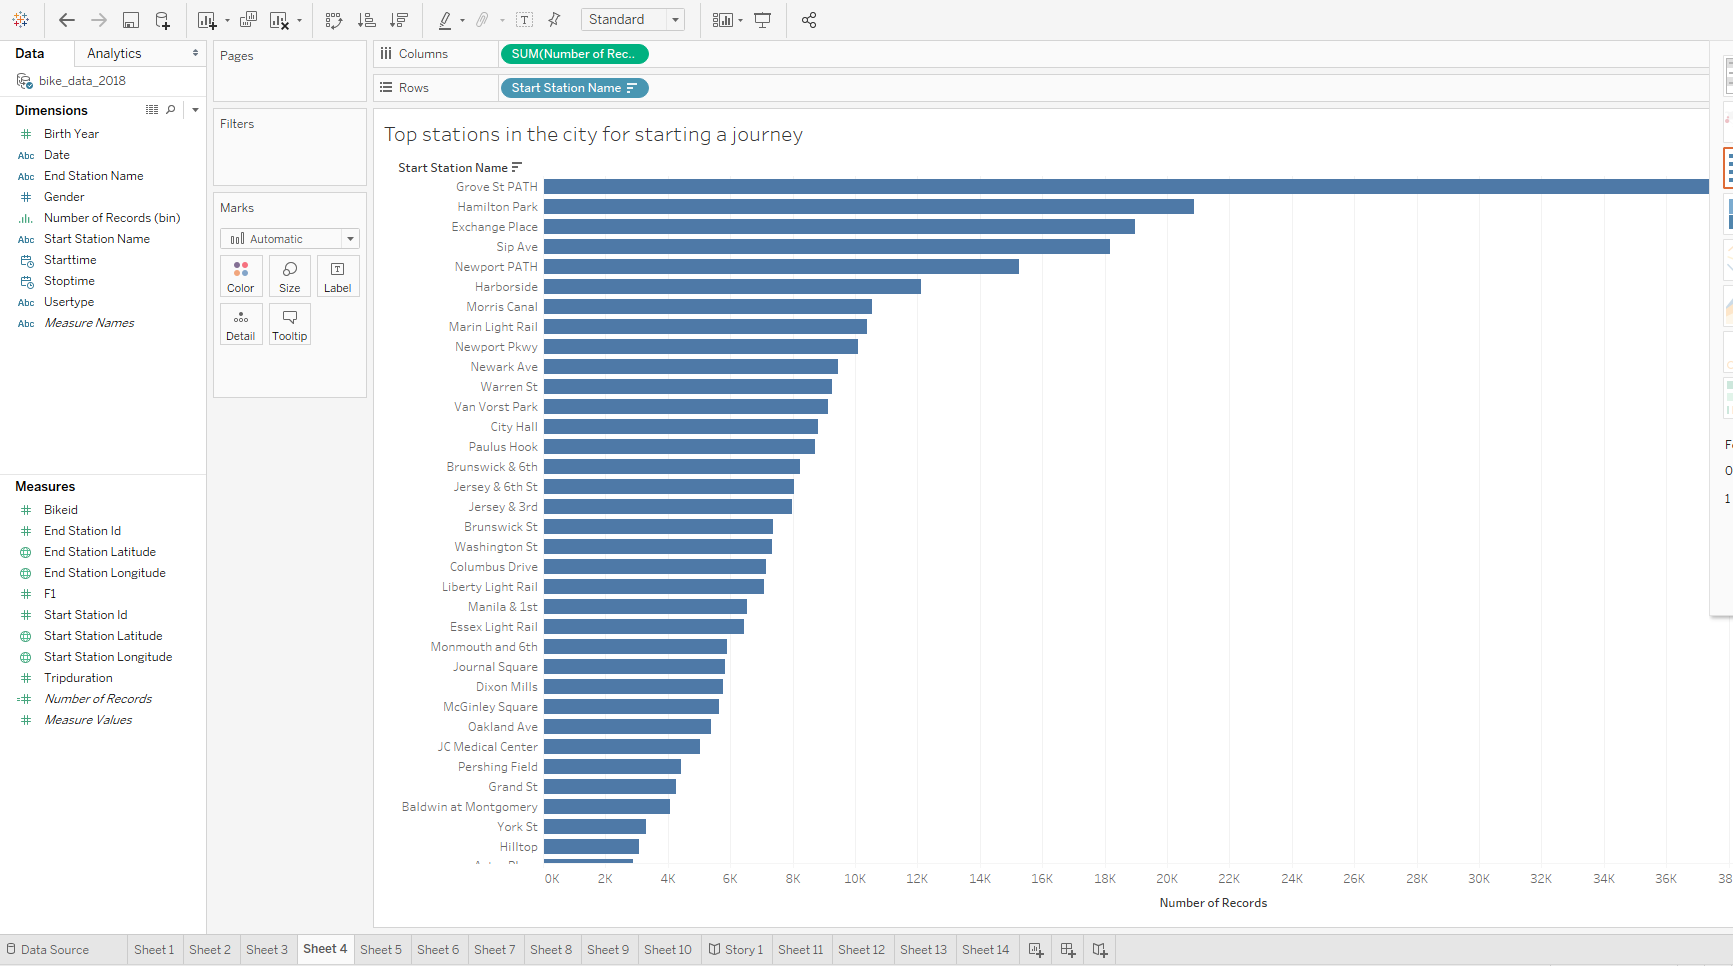 Standard
Data
Analytics
bike_data_2018
Dimensions
# Birth Year
Abc Date
Abc End Station Name
# Gender
Number of Records (bin)
Abc Start Station Name
Starttime
Stoptime
Abc Usertype
Abc Measure Names
Measures
# Bikeid
# End Station Id
End Station Latitude
End Station Longitude
# F1
# Start Station Id
Start Station Latitude
Start Station Longitude
# Tripduration
=# Number of Records
# Measure Values
Pages
Filters
Marks
Automatic
Color
Size
T
Label
Detail
Tooltip
Columns
SUM(Number of Rec..
Rows
Start Station Name
Top stations in the city for starting a journey
Start Station Name
Grove St PATH
Hamilton Park
Exchange Place
Sip Ave
Newport PATH
Harborside
Morris Canal
Marin Light Rail
Newport Pkwy
Newark Ave
Warren St
Van Vorst Park
City Hall
Paulus Hook
Brunswick & 6th
Jersey & 6th St
Jersey & 3rd
Brunswick St
Washington St
Columbus Drive
Liberty Light Rail
Manila & 1st
Essex Light Rail
Monmouth and 6th
Journal Square
Dixon Mills
McGinley Square
Oakland Ave
JC Medical Center
Pershing Field
Grand St
Baldwin at Montgomery
York St
Hilltop
0K 2K 4K 6K 8K 10K 12K 14K 16K 18K 20K 22K 24K 26K 28K 30K 32K 34K 36K 38
Number of Records
0
1
Data Source
Sheet 1
Sheet 2
Sheet 3
Sheet 4
Sheet 5
Sheet 6
Sheet 7
Sheet 8
Sheet 9
Sheet 10
Story 1
Sheet 11
Sheet 12
Sheet 13
Sheet 14